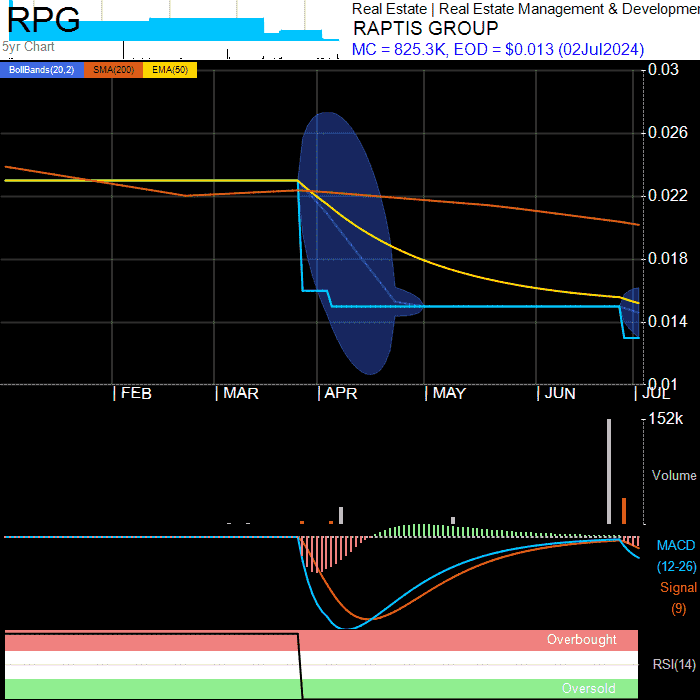 RPG
5yr Chart
Real Estate | Real Estate Management & Developmen
RAPTIS GROUP
MC = 825.3K, EOD = $0.013 (02Jul2024)
BollBands(20,2) SMA(200) EMA(50)
0.03
0.026
0.022
0.018
0.014
0.01
FEB MAR APR MAY JUN JUL
152k
Volume
MACD
(12-26)
Signal
(9)
Overbought
RSI(14)
Oversold